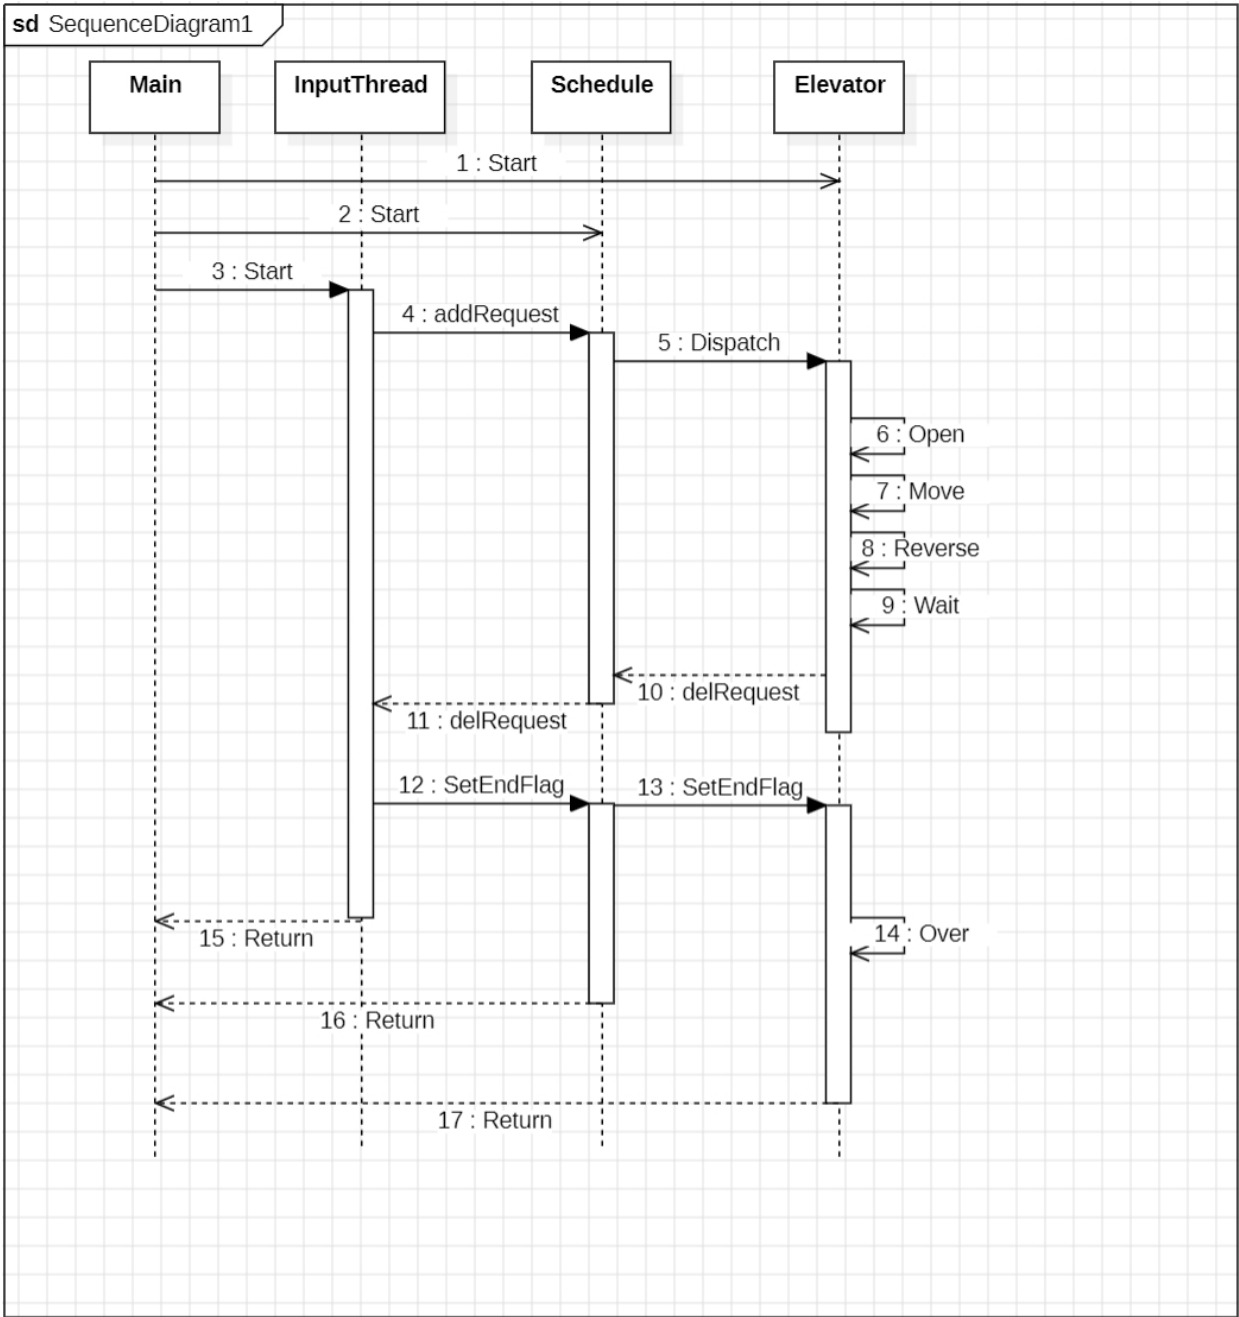 sd SequenceDiagram1
Main
InputThread
Schedule
Elevator
1 : Start
2 : Start
3 : Start
4 : addRequest
5 : Dispatch
6 : Open
7 : Move
8 : Reverse
9 : Wait
10 : delRequest
11 : delRequest
12 : SetEndFlag
13 : SetEndFlag
14 : Over
15 : Return
16 : Return
17 : Return